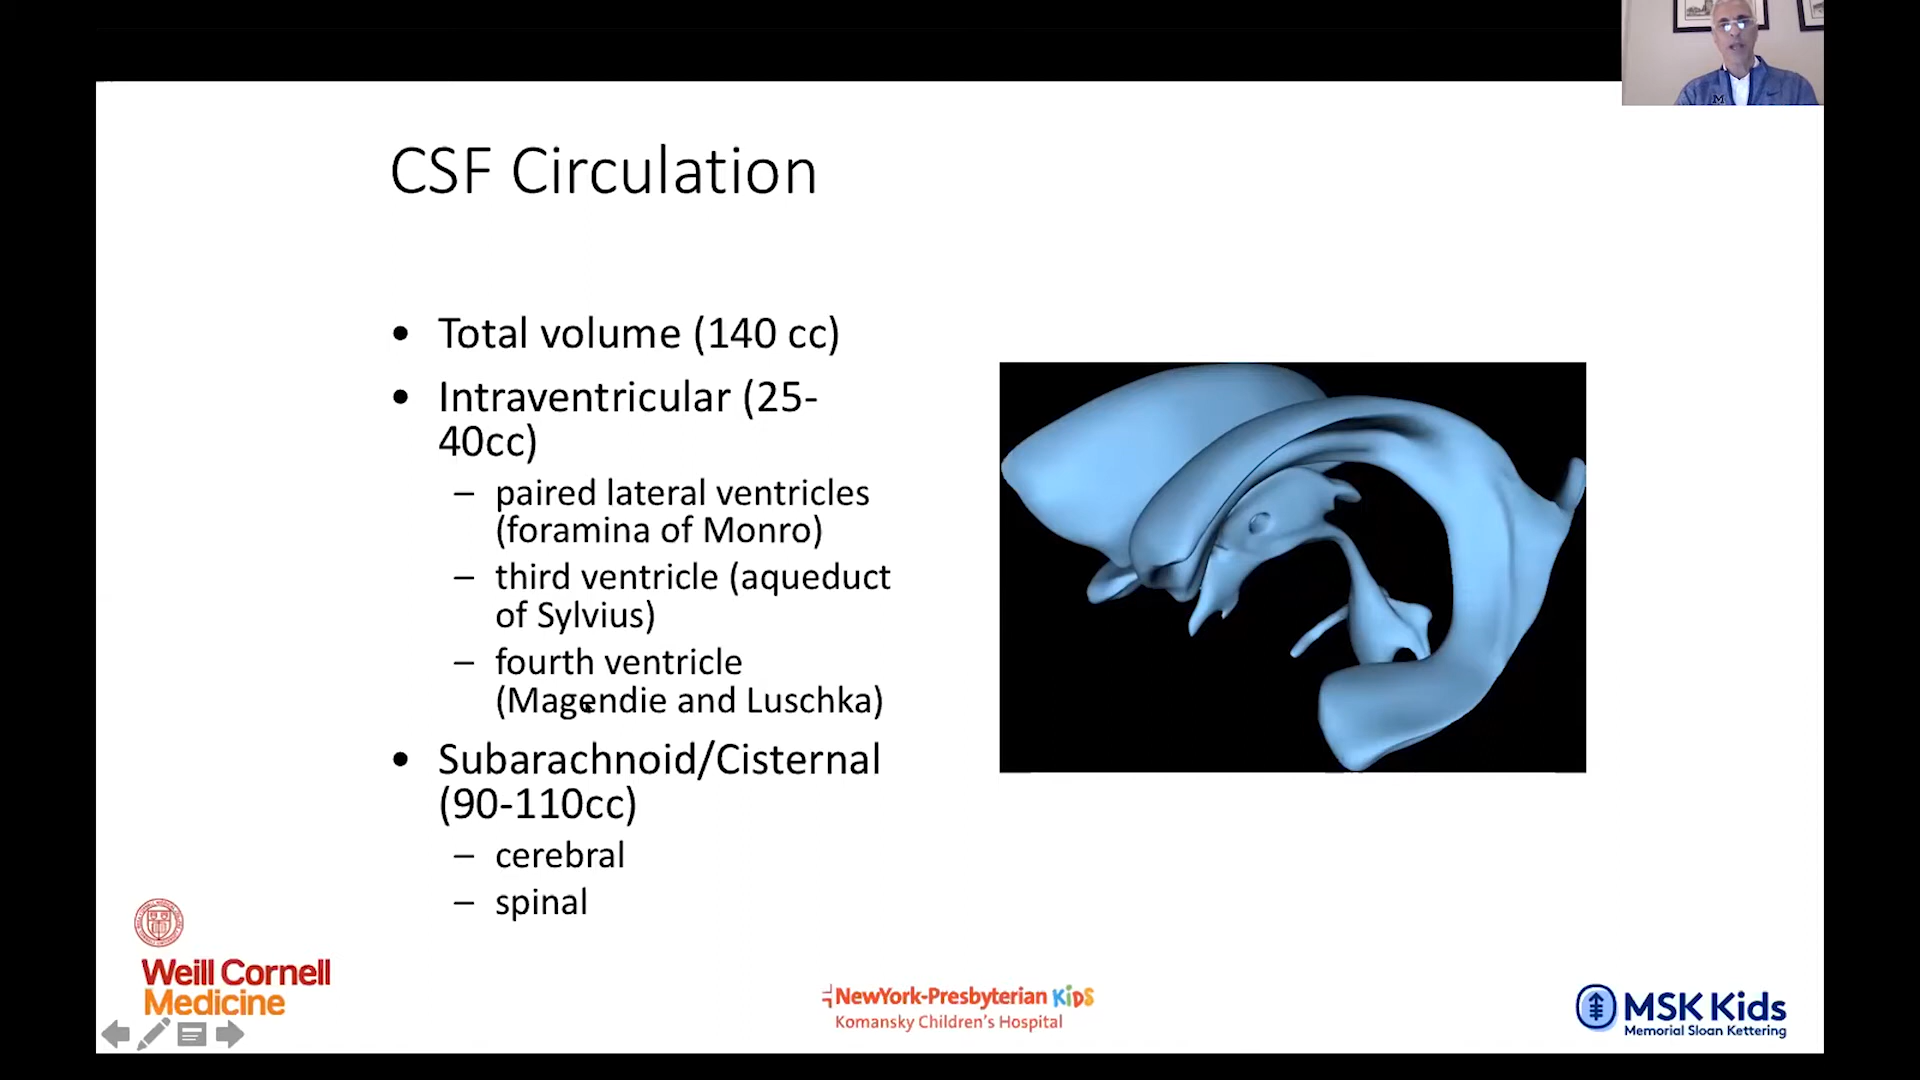 CSF Circulation
• Total volume (140 cc)
• Intraventricular (25-
40cc)
– paired lateral ventricles
(foramina of Monro)
– third ventricle (aqueduct
of Sylvius)
– fourth ventricle
(Magendie and Luschka)
• Subarachnoid/Cisternal
(90-110cc)
– cerebral
– spinal
Weill Cornell
Medicine
NewYork-Presbyterian KiDS
Komansky Children's Hospital
MSK Kids
Memorial Sloan Kettering
M